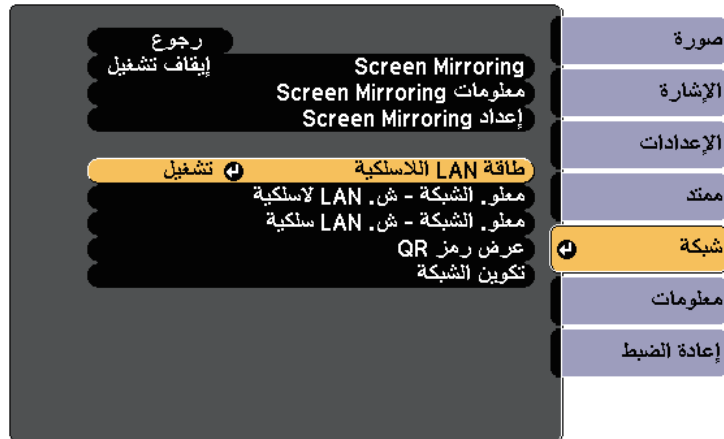 صورة
الإشارة
الإعدادات
ممتد
شبكة
معلومات
إعادة الضبط
رجوع
Screen Mirroring إيقاف تشغيل
معلومات Screen Mirroring
إعداد Screen Mirroring
طاقة LAN اللاسلكية تشغيل
معلو. الشبكة - ش. LAN لاسلكية
معلو. الشبكة - ش. LAN سلكية
عرض رمز QR
تكوين الشبكة